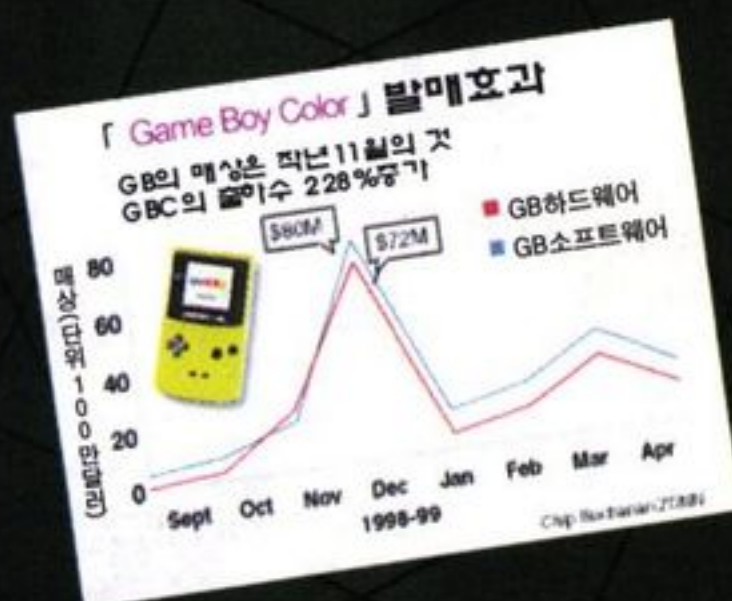 「 Game Boy Color 」 발매효과
GB의 매상은 작년11월의 것
GBC의 출하수 228%증가
GB하드웨어
GB소프트웨어
$80M
$72M
매상(단위100만달러)
80
60
40
20
0
Sept Oct Nov Dec Jan Feb Mar Apr
1998-99
Chip Buchanan